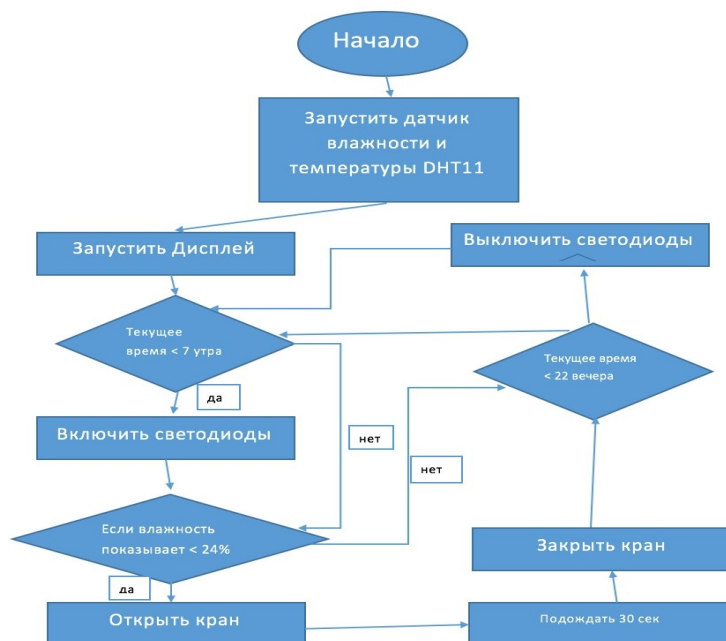 Начало
Запустить датчик
влажности и
температуры DHT11
Запустить Дисплей
Выключить светодиоды
Текущее
время < 7 утра
Текущее время
< 22 вечера
да
Включить светодиоды
нет
нет
Если влажность
показывает < 24%
Закрыть кран
да
Открыть кран
Подождать 30 сек